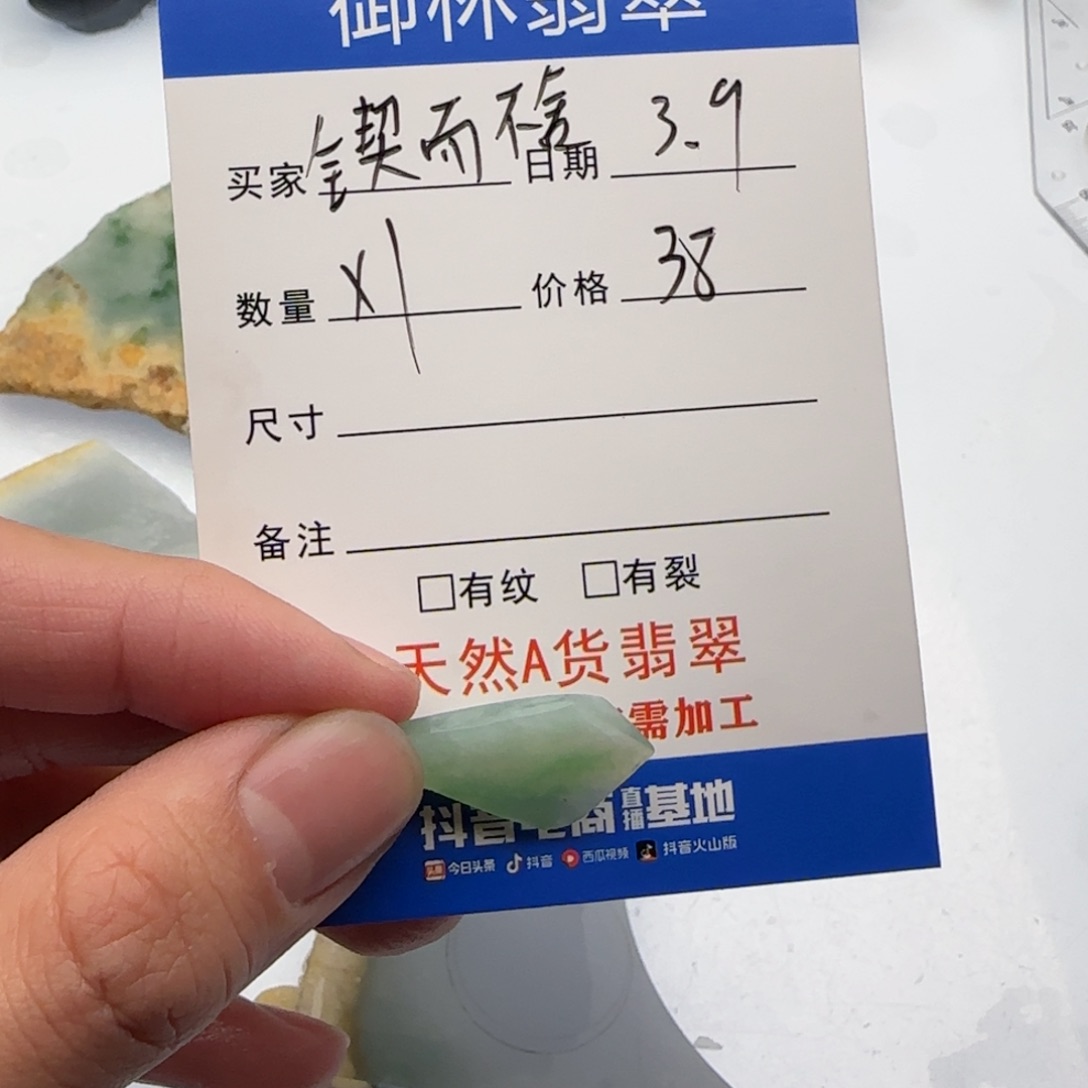 御林翡翠
买家 锲而不舍 日期 3.9
数量 X1 价格 38
尺寸
备注
□有纹 □有裂
天然A货翡翠
需加工
抖音电商直播基地
头条 今日头条 抖音 西瓜视频 抖音火山版